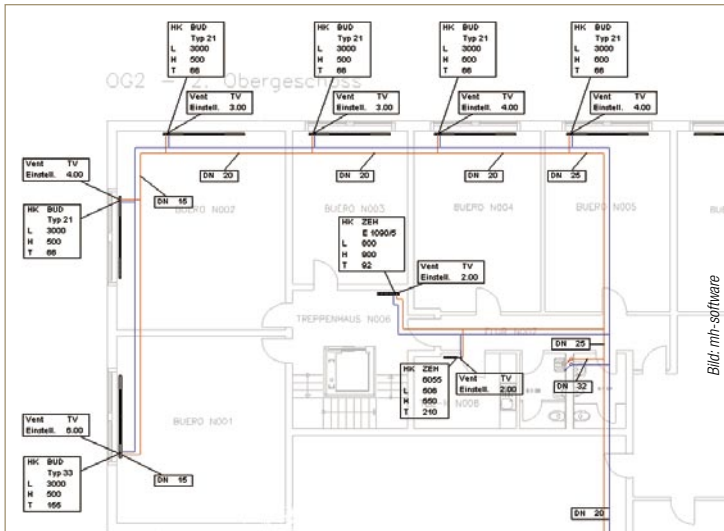 HK BUD
Typ 21
L 3000
H 500
T 66
HK BUD
Typ 21
L 3000
H 500
T 66
HK BUD
Typ 21
L 3000
H 600
T 66
HK BUD
Typ 21
L 3000
H 600
T 66
OG2 - 2. Obergeschoss
Vent TV
Einstell. 3.00
Vent TV
Einstell. 3.00
Vent TV
Einstell. 4.00
Vent TV
Einstell. 4.00
Vent TV
Einstell. 4.00
DN 20
DN 20
DN 20
DN 25
DN 15
HK BUD
Typ 21
L 3000
H 500
T 66
BUERO N002
BUERO N003
BUERO N004
BUERO N005
HK ZEH
E 1090/5
L 600
H 900
T 92
Vent TV
Einstell. 2.00
TREPPENHAUS N006
FLUR N007
DN 25
HK ZEH
6055
L 606
H 660
T 210
Vent TV
Einstell. 2.00
N008
DN 32
Vent TV
Einstell. 6.00
BUERO N001
HK BUD
Typ 33
L 3000
H 500
T 155
DN 15
DN 20
Bild: mh-software